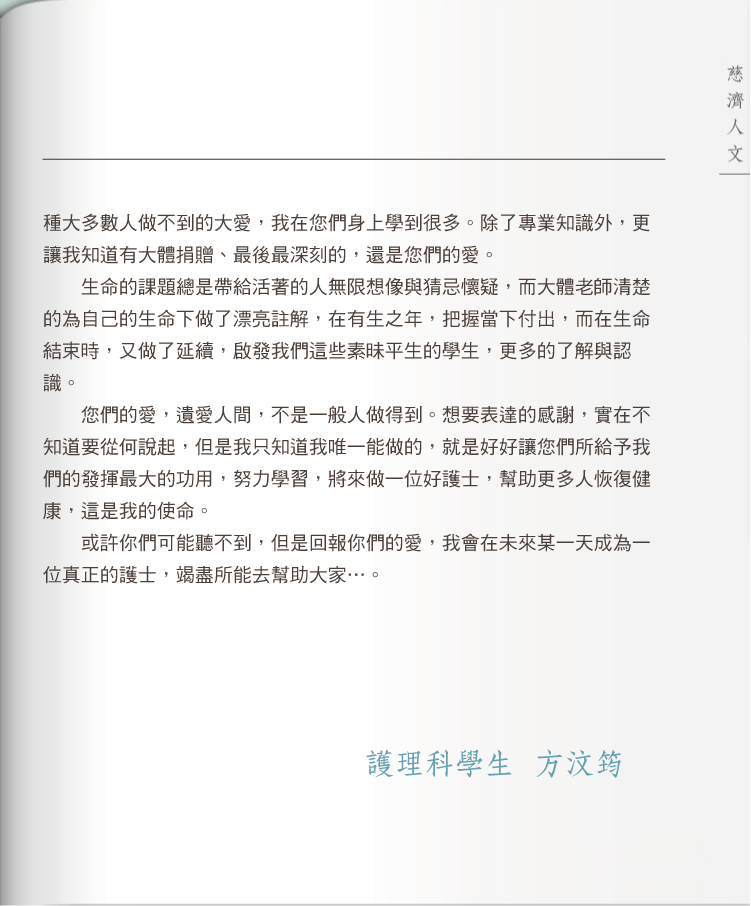 慈濟人文
種大多數人做不到的大愛，我在您們身上學到很多。除了專業知識外，更
讓我知道有大體捐贈、最後最深刻的，還是您們的愛。
生命的課題總是帶給活著的人無限想像與猜忌懷疑，而大體老師清楚
的為自己的生命下做了漂亮註解，在有生之年，把握當下付出，而在生命
結束時，又做了延續，啟發我們這些素昧平生的學生，更多的了解與認
識。
您們的愛，遺愛人間，不是一般人做得到。想要表達的感謝，實在不
知道要從何說起，但是我只知道我唯一能做的，就是好好讓您們所給予我
們的發揮最大的功用，努力學習，將來做一位好護士，幫助更多人恢復健
康，這是我的使命。
或許你們可能聽不到，但是回報你們的愛，我會在未來某一天成為一
位真正的護士，竭盡所能去幫助大家…。
護理科學生 方汶筠